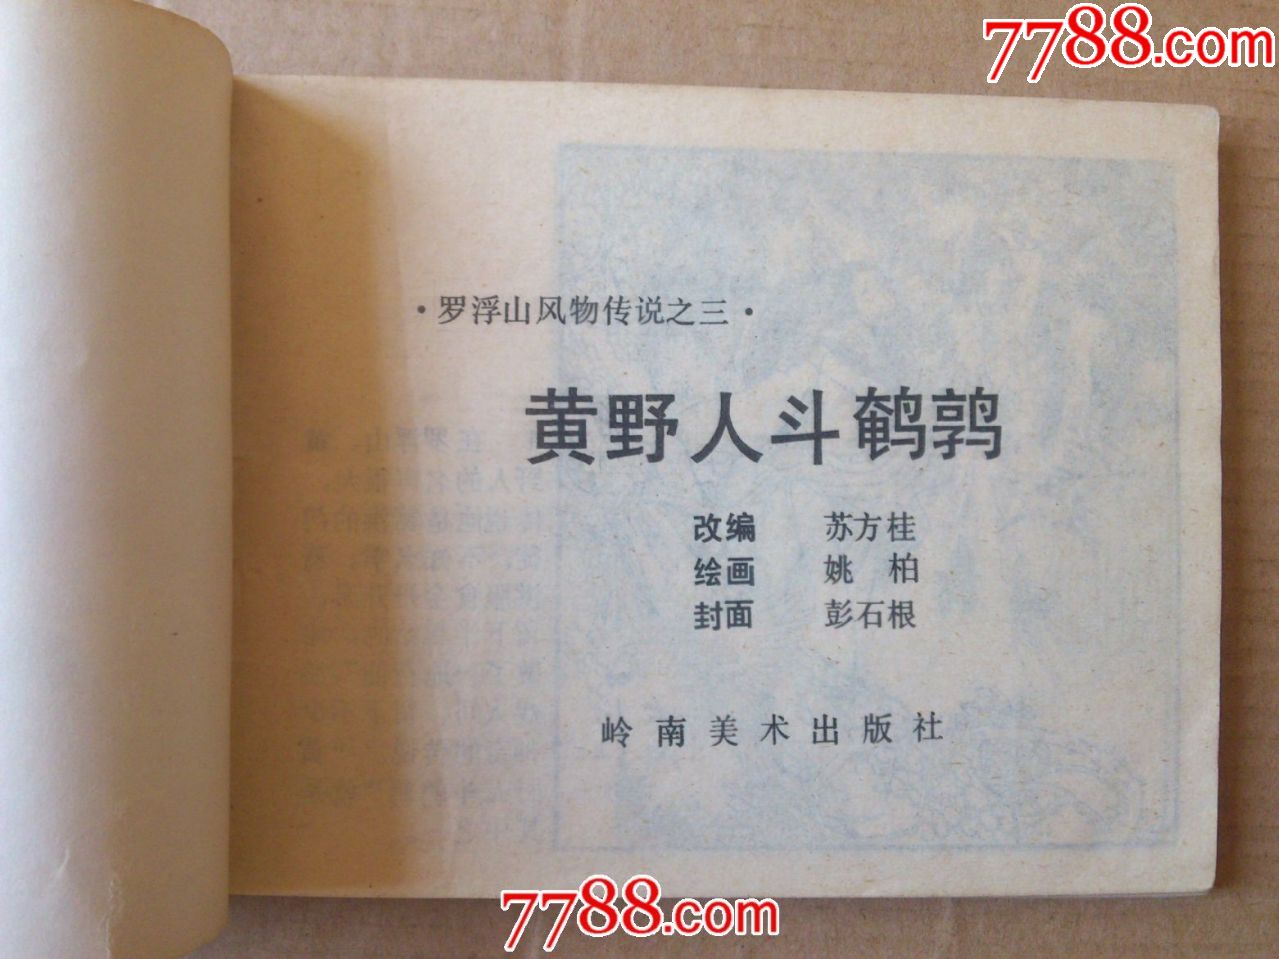 7788.com
·罗浮山风物传说之三·
黄野人斗鹌鹑
改编 苏方桂
绘画 姚柏
封面 彭石根
岭南美术出版社
7788.com